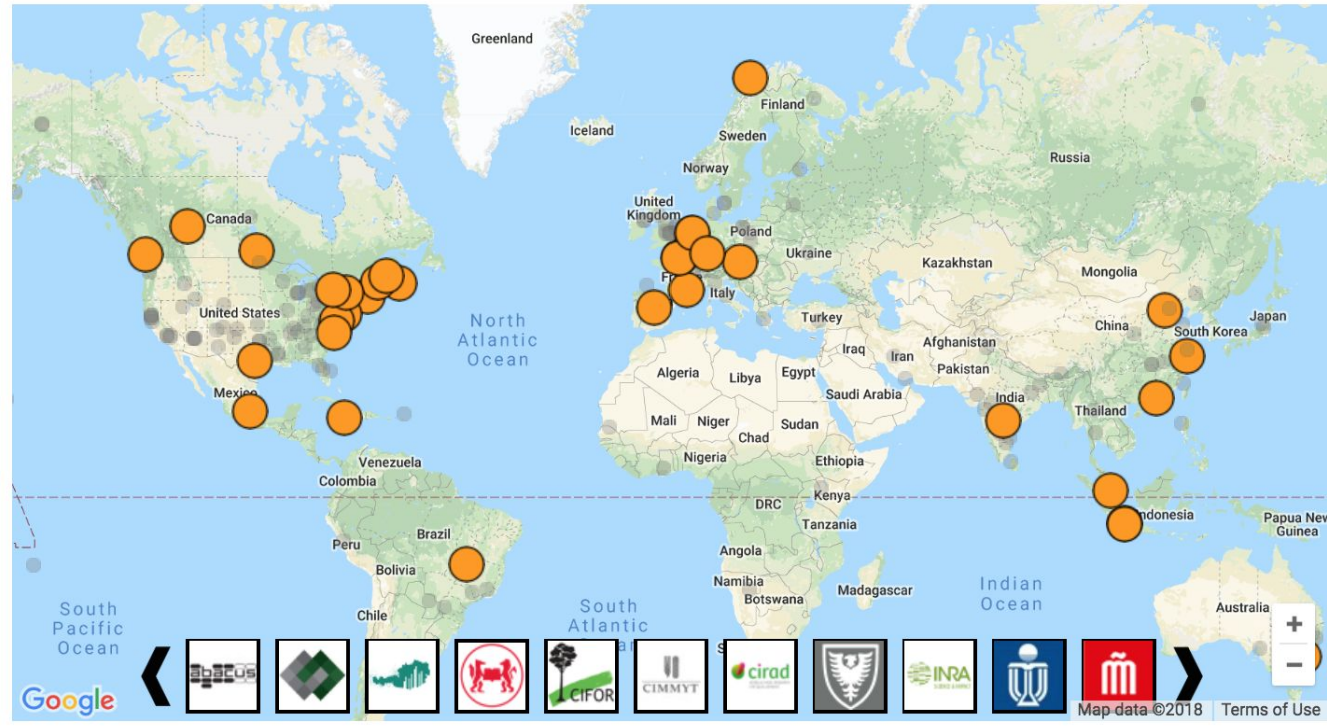 Greenland
Finland
Iceland
Sweden
Russia
Norway
United
Kingdom
Canada
Poland
Ukraine
Kazakhstan
Mongolia
Italy
United States
North
Atlantic
Ocean
Turkey
China
Japan
South Korea
Iraq
Afghanistan
Iran
Pakistan
Algeria
Libya
Egypt
Saudi Arabia
Mexico
India
Mali
Niger
Sudan
Thailand
Chad
Venezuela
Nigeria
Ethiopia
Colombia
DRC
Kenya
ndonesia
Papua New
Guinea
Tanzania
Brazil
Peru
Angola
Bolivia
Namibia
Madagascar
Botswana
Indian
Ocean
South
Pacific
Ocean
Chile
South
Atlantic
Australia
+
−
abacus
CIFOR
CIMMYT
cirad
INRA
Google
Map data ©2018 Terms of Use